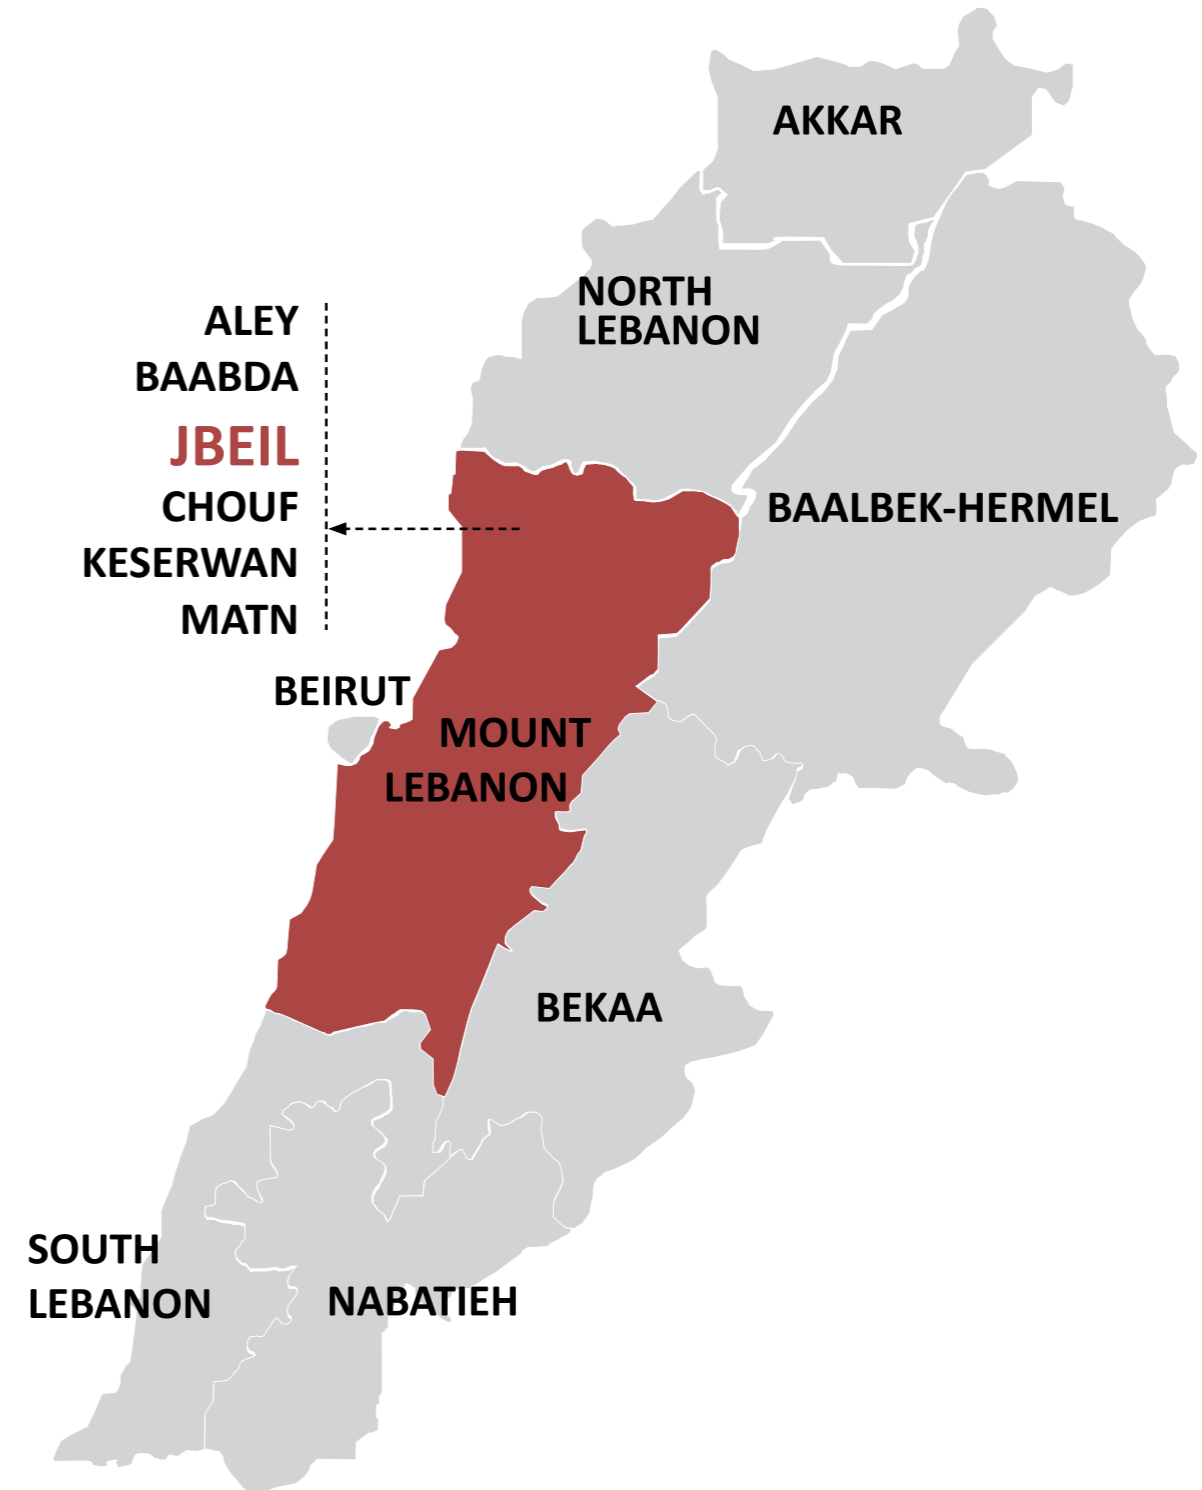 AKKAR
NORTH
LEBANON
ALEY
BAABDA
JBEIL
CHOUF
KESERWAN
MATN
BAALBEK-HERMEL
BEIRUT
MOUNT
LEBANON
BEKAA
SOUTH
LEBANON
NABATIEH